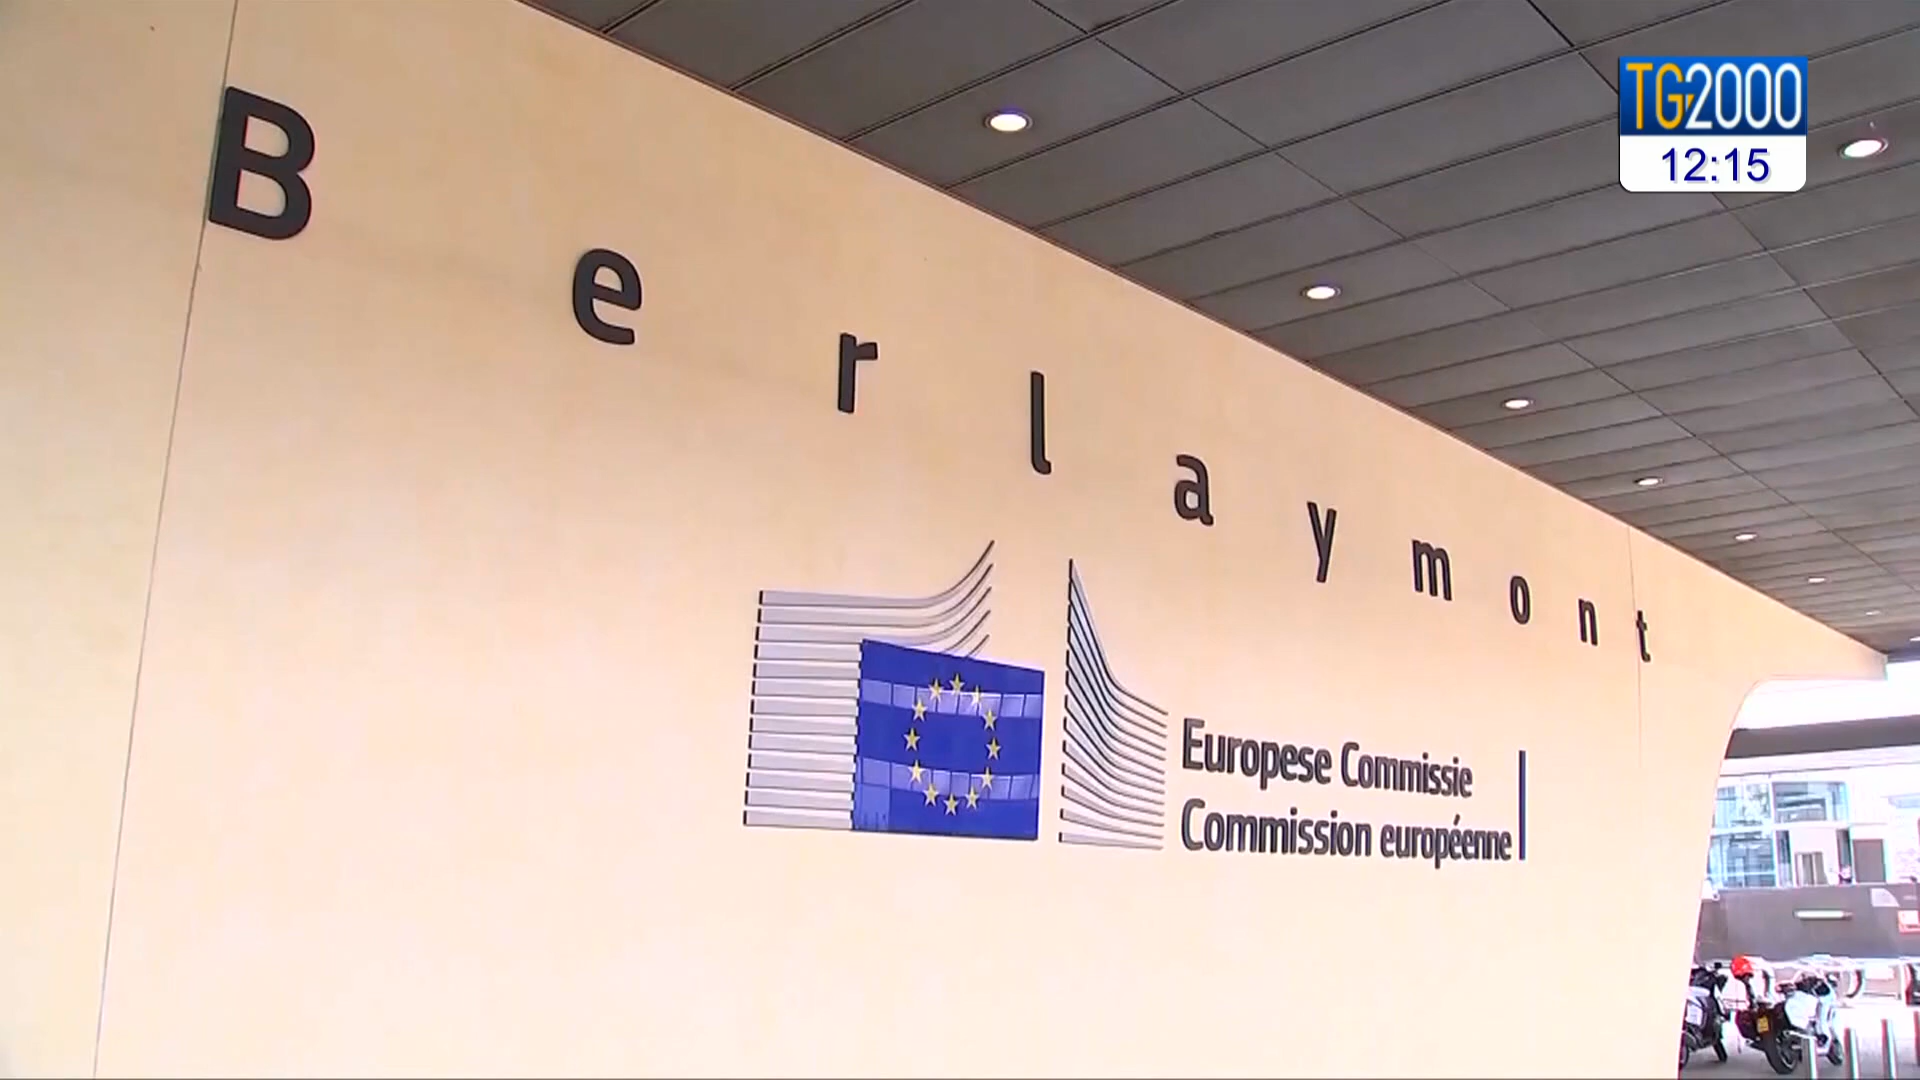 TG2000
12:15
Berlaymont
Europese Commissie
Commission européenne